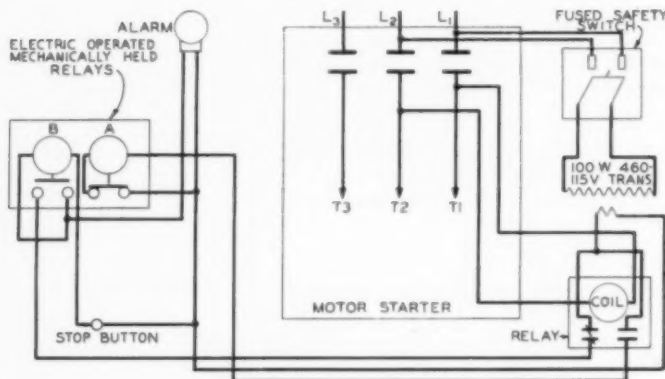 ALARM
ELECTRIC OPERATED
MECHANICALLY HELD
RELAYS
B A
STOP BUTTON
L3 L2 L1
T3 T2 T1
MOTOR STARTER
FUSED SAFETY
SWITCH
100 W 460-
115V TRANS
COIL
RELAY